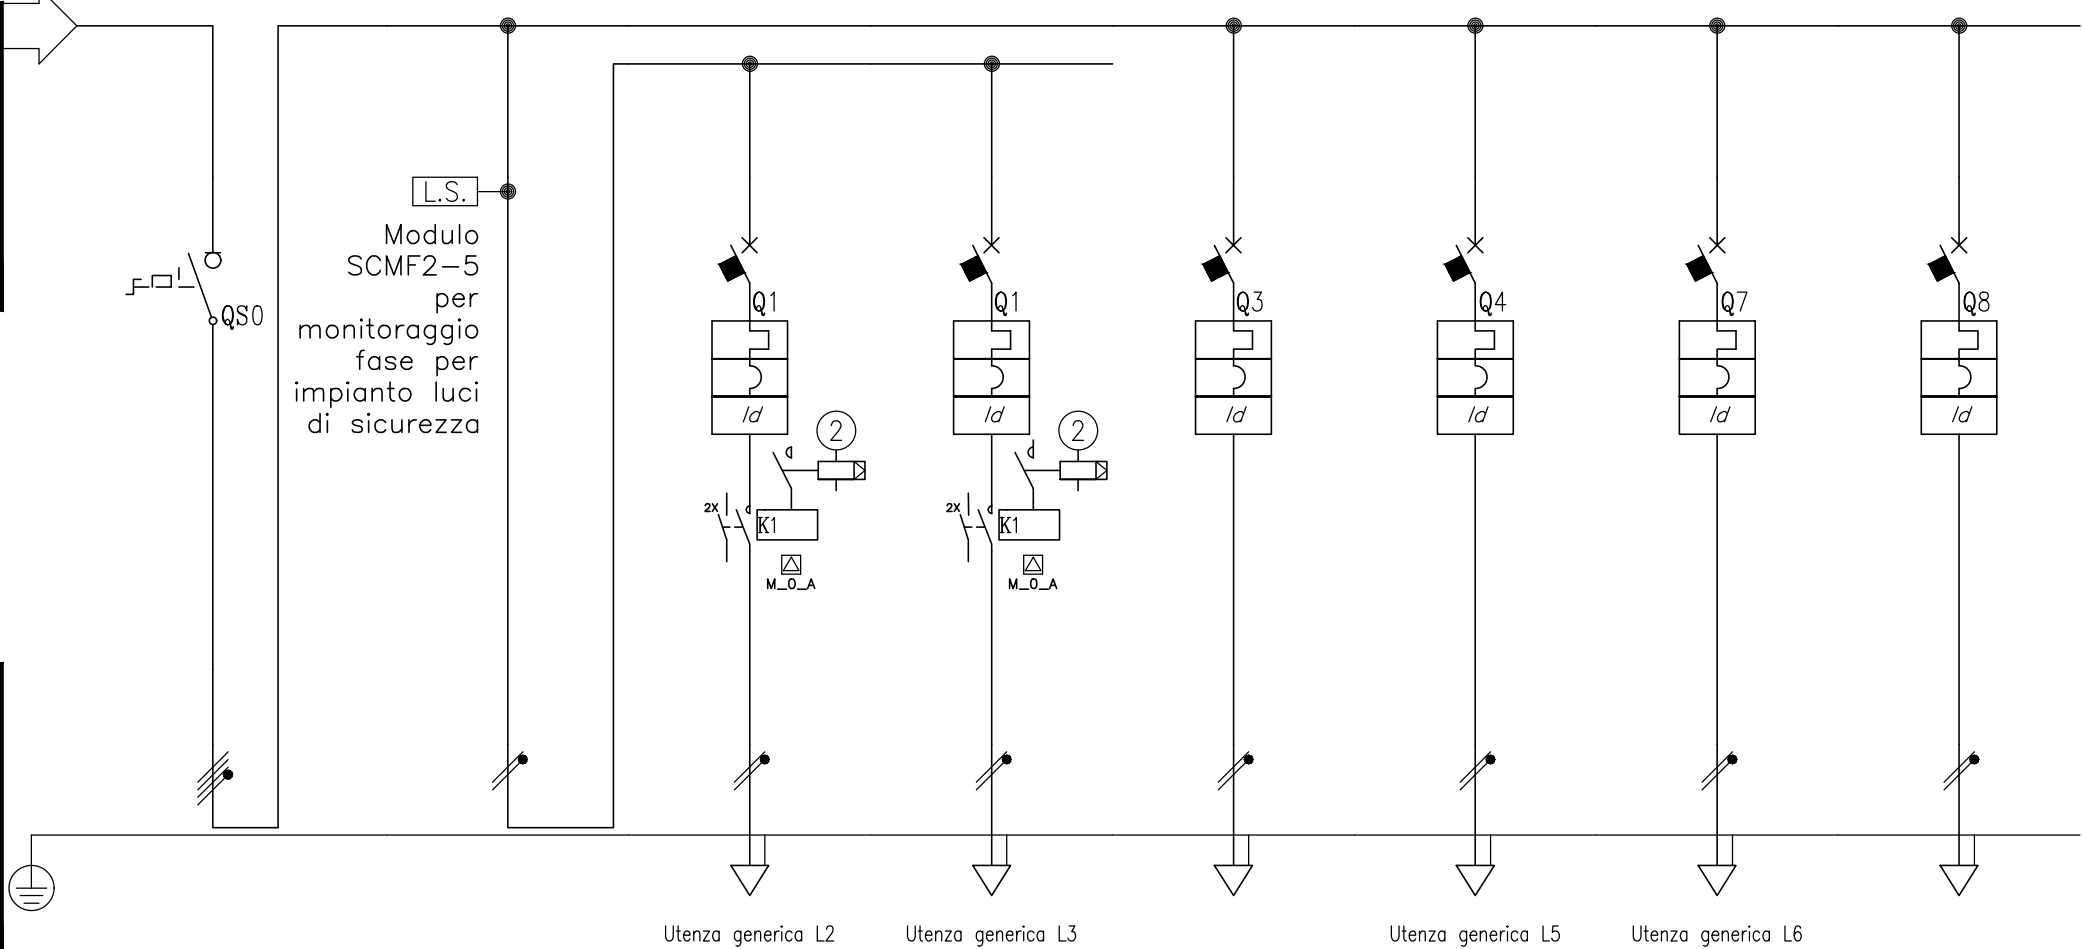 L.S.
Modulo
SCMF2-5
per
monitoraggio
fase per
impianto luci
di sicurezza
QS0
Q1
Q1
Q3
Q4
Q7
Q8
Id
Id
Id
Id
Id
Id
2
2
2X
K1
2X
K1
M_0_A
M_0_A
Utenza generica L2
Utenza generica L3
Utenza generica L5
Utenza generica L6